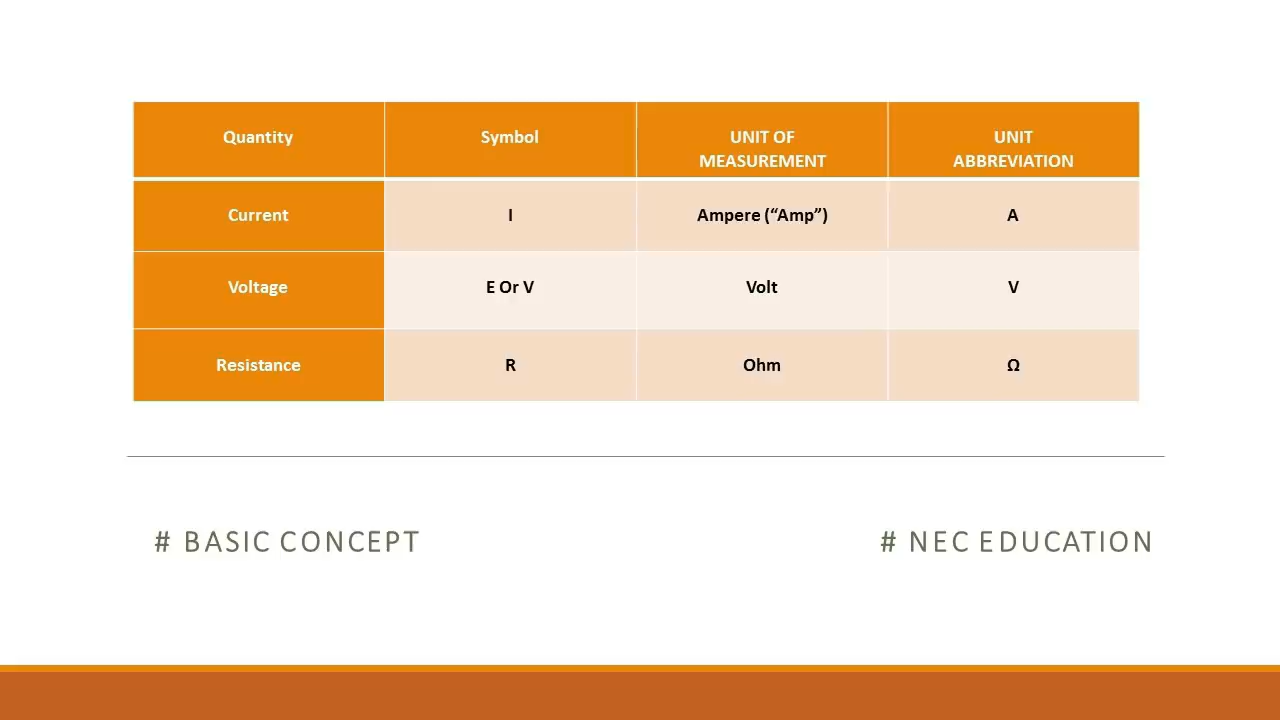 Quantity Symbol UNIT OF MEASUREMENT UNIT ABBREVIATION
Current I Ampere (“Amp”) A
Voltage E Or V Volt V
Resistance R Ohm Ω
# BASIC CONCEPT # NEC EDUCATION